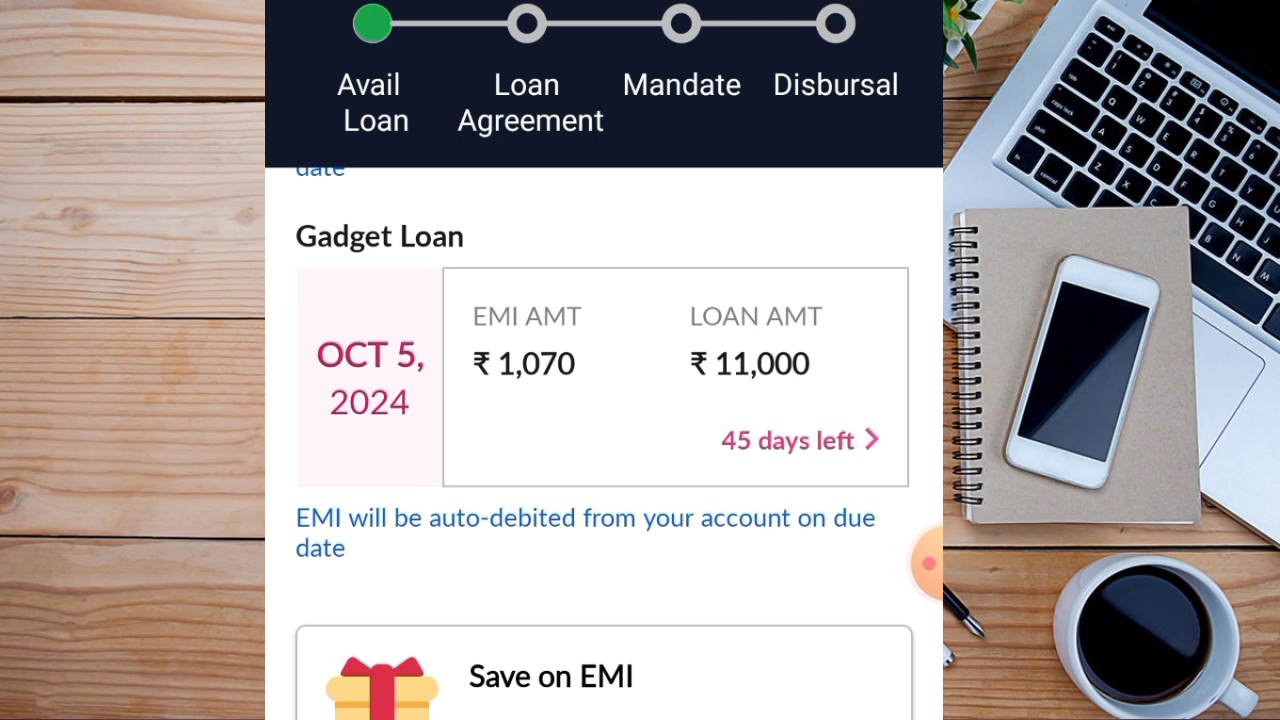 Avail Loan
Loan Agreement
Mandate
Disbursal
date
Gadget Loan
OCT 5,
2024
EMI AMT
LOAN AMT
₹ 1,070
₹ 11,000
45 days left
EMI will be auto-debited from your account on due
date
Save on EMI